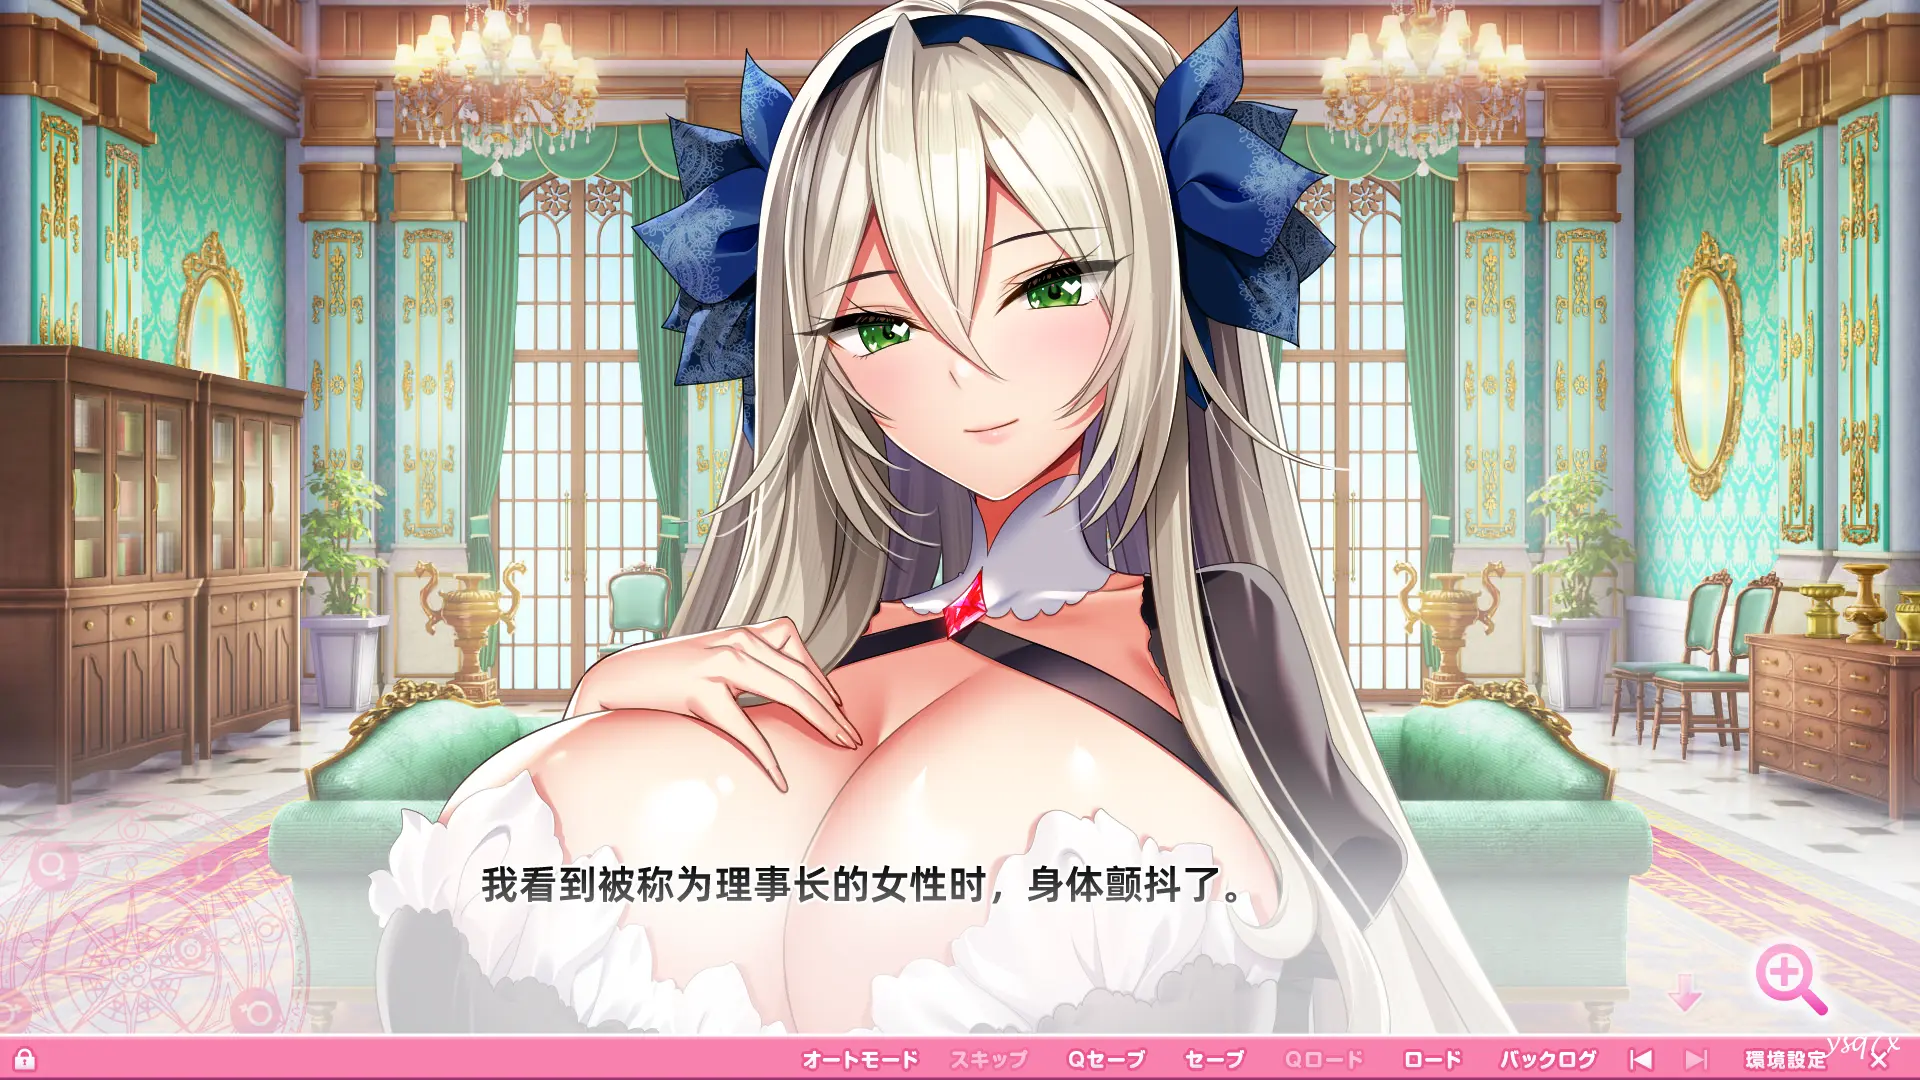 我看到被称为理事长的女性时，身体颤抖了。
オートモード スキップ Qセーブ セーブ Qロード ロード バックログ 環境設定
ysq7x